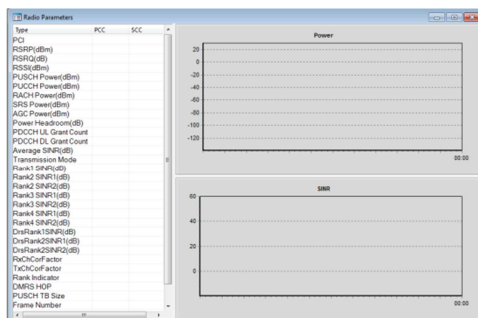 Radio Parameters
Type PCC SCC
PCI
RSRP(dBm)
RSRQ(dB)
RSSI(dBm)
PUSCH Power(dBm)
PUCCH Power(dBm)
RACH Power(dBm)
SRS Power(dBm)
AGC Power(dBm)
Power Headroom(dB)
PDCCH UL Grant Count
PDCCH DL Grant Count
Average SINR(dB)
Transmission Mode
Rank1 SINR(dB)
Rank2 SINR1(dB)
Rank2 SINR2(dB)
Rank3 SINR1(dB)
Rank3 SINR2(dB)
Rank4 SINR1(dB)
Rank4 SINR2(dB)
DrsRank1SINR(dB)
DrsRank2SINR1(dB)
DrsRank2SINR2(dB)
RxChCorFactor
TxChCorFactor
Rank Indicator
DMRS HOP
PUSCH TB Size
Frame Number
Power
20
0
-20
-40
-60
-80
-100
-120
00:00
SINR
60
40
20
0
00:00